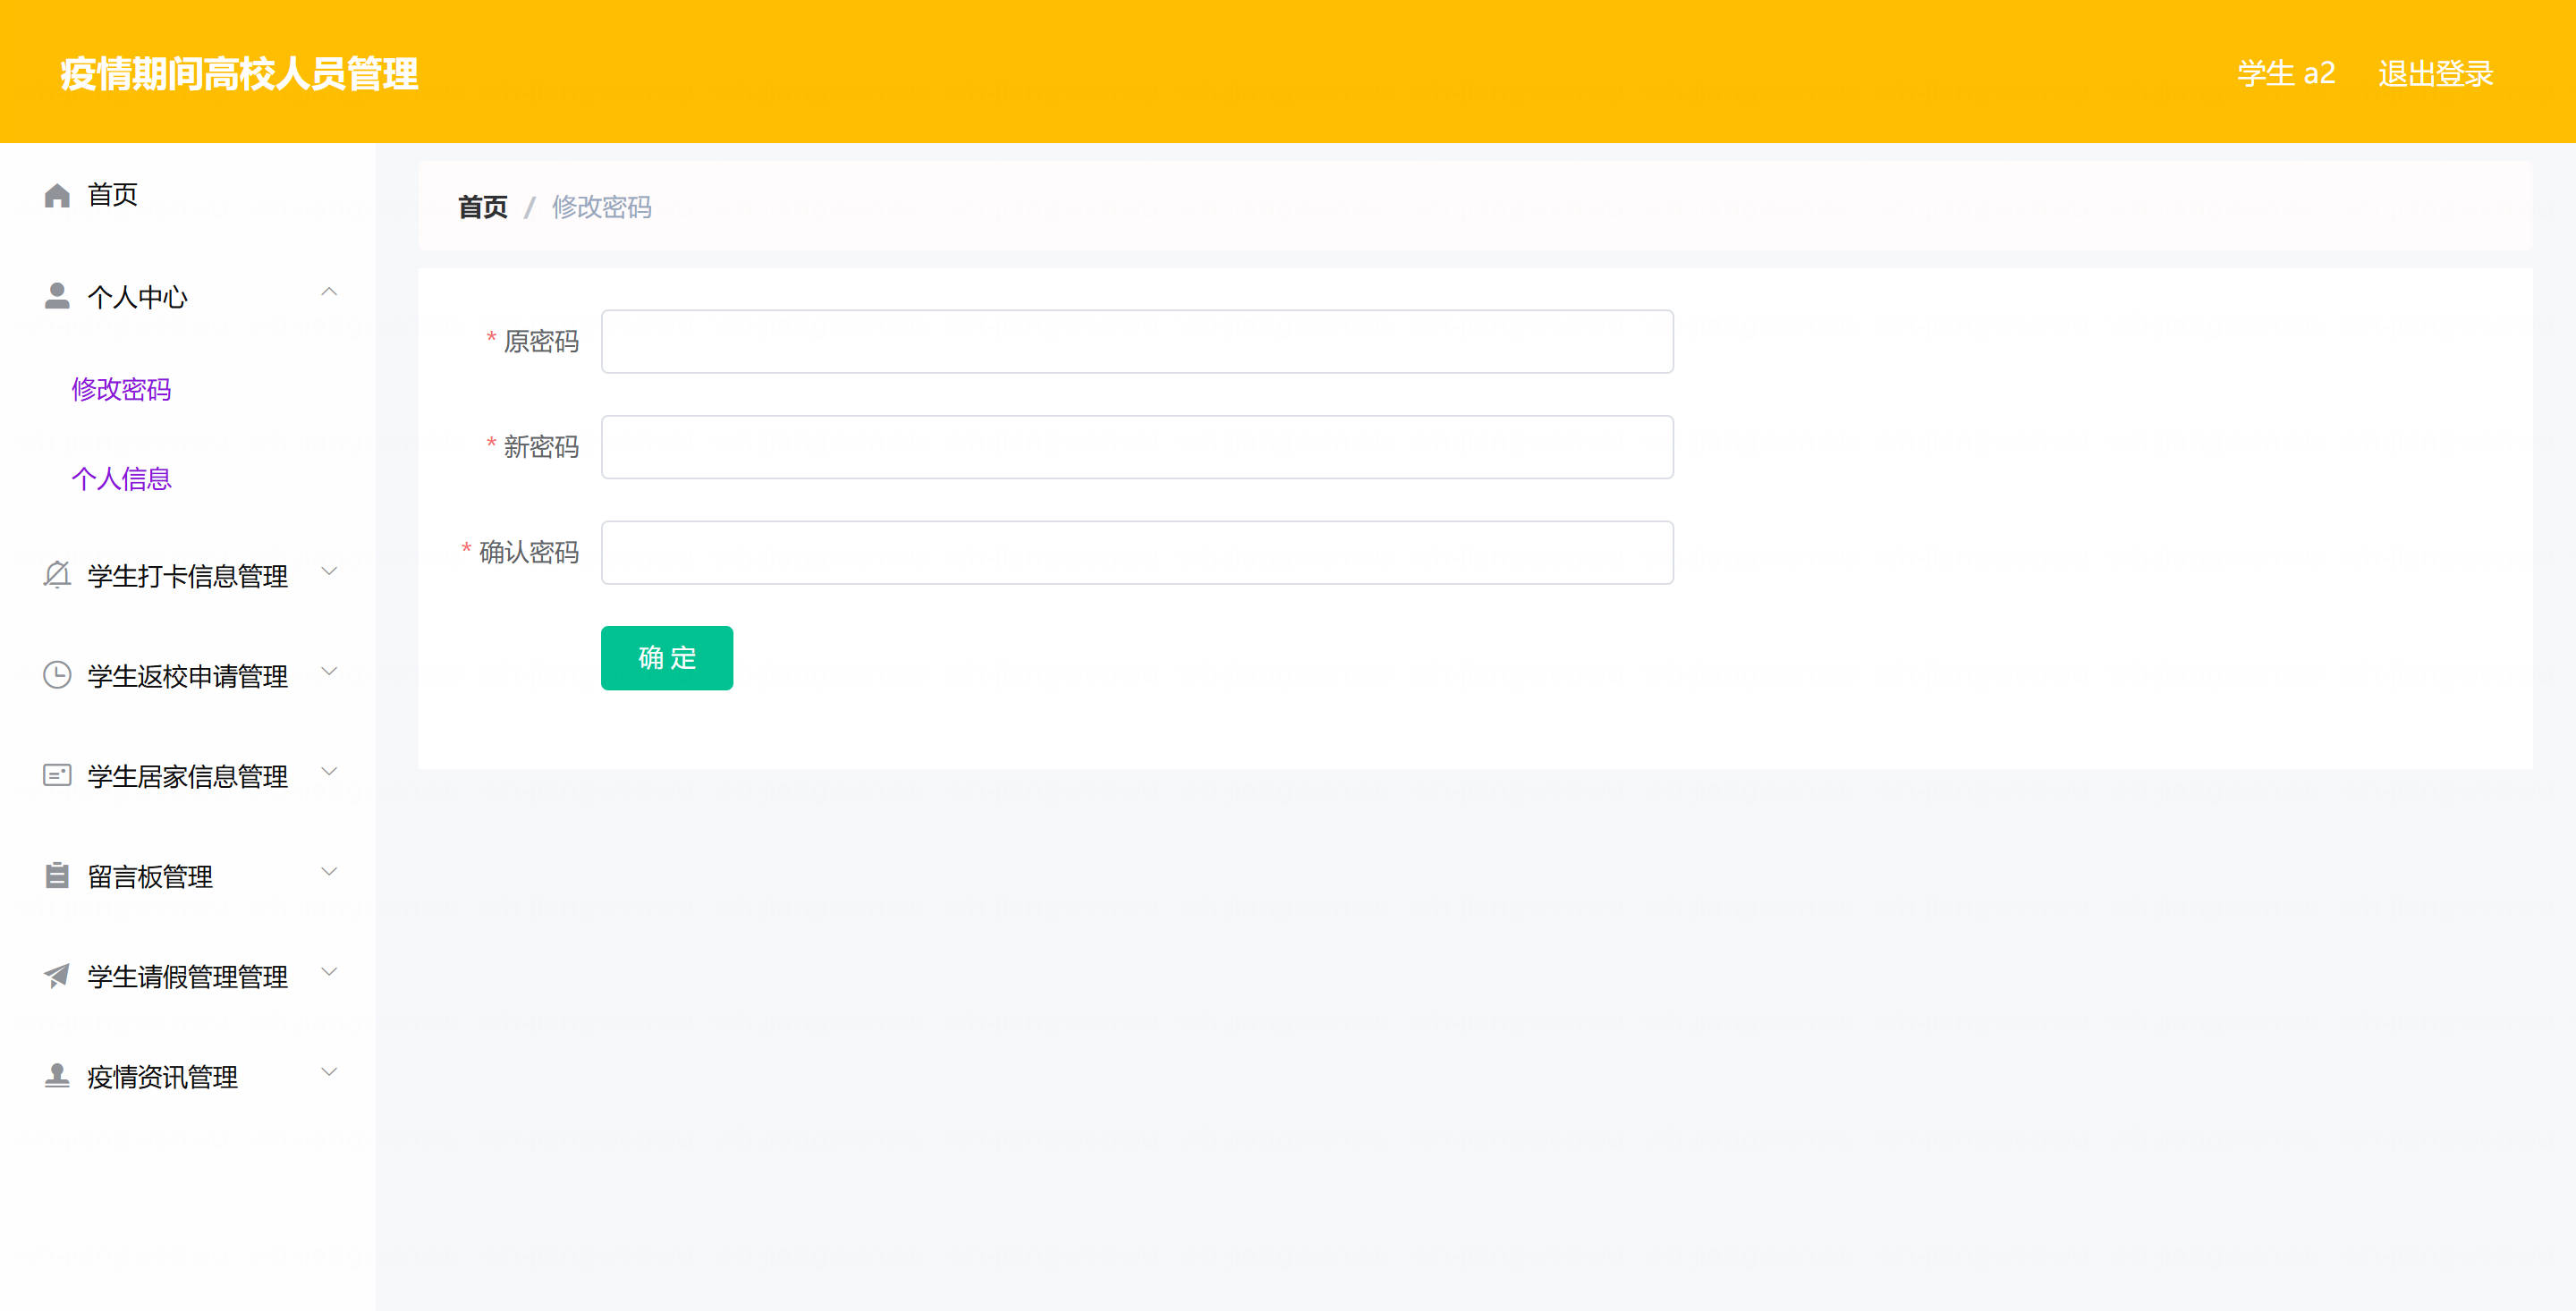 疫情期间高校人员管理
学生 a2 退出登录
首页
个人中心
修改密码
个人信息
学生打卡信息管理
学生返校申请管理
学生居家信息管理
留言板管理
学生请假管理管理
疫情资讯管理
首页 / 修改密码
* 原密码
* 新密码
* 确认密码
确 定